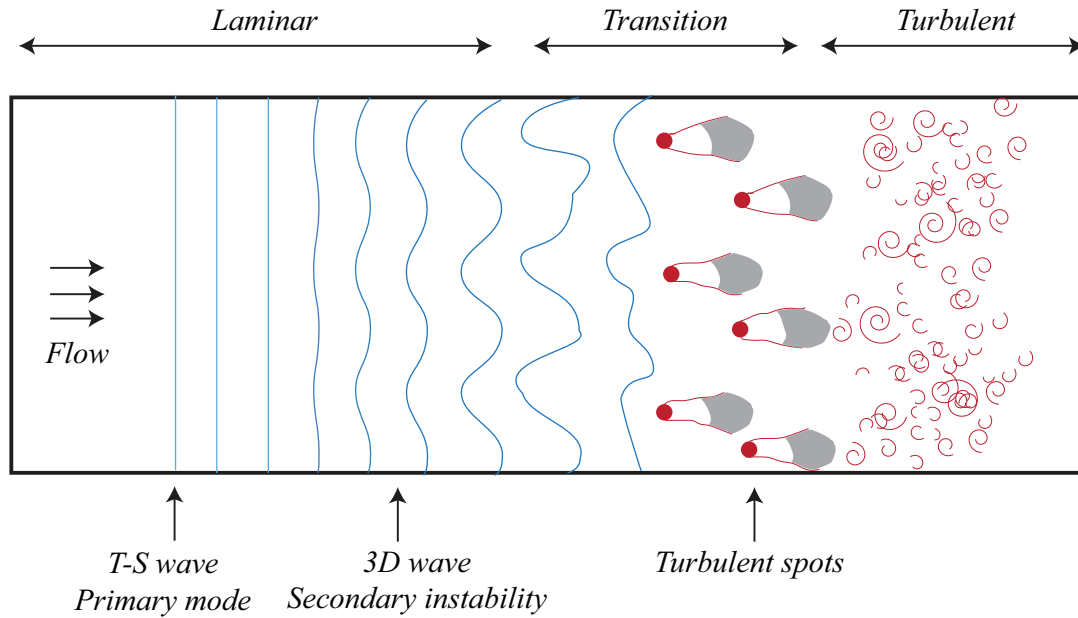 Laminar
Transition
Turbulent
Flow
T-S wave
Primary mode
3D wave
Secondary instability
Turbulent spots